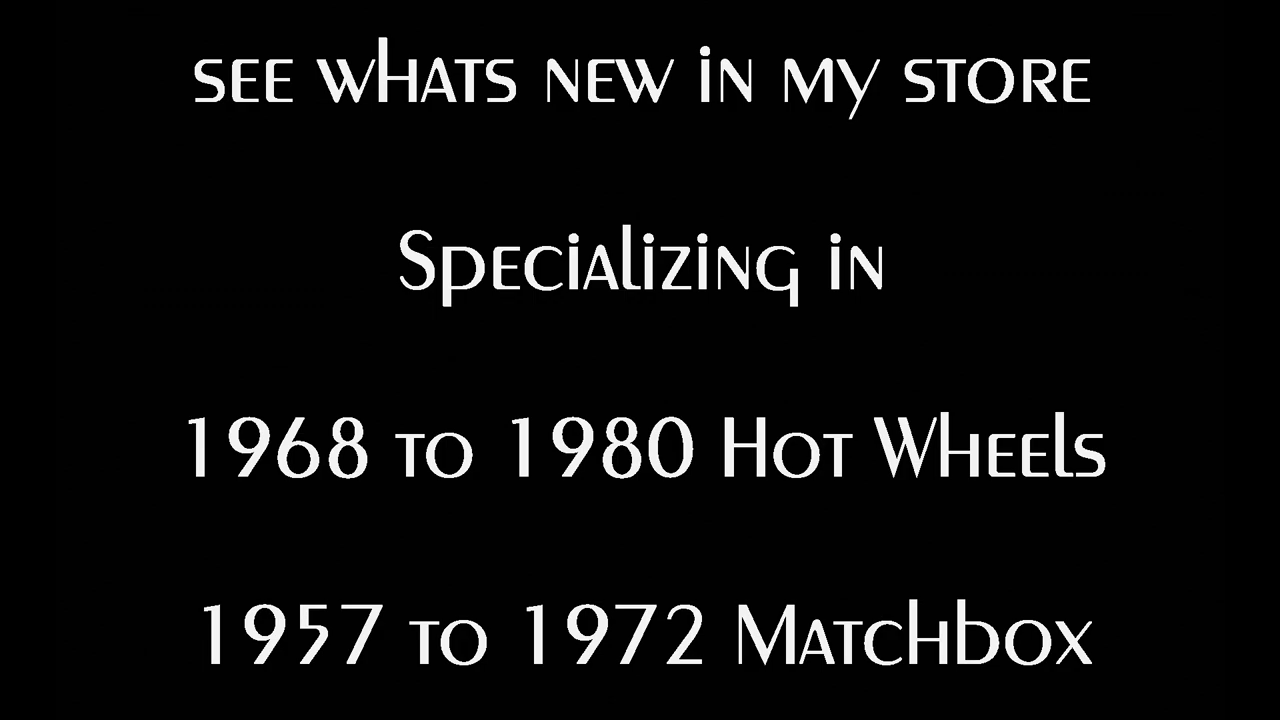 see whats new in my store
Specializing in
1968 to 1980 Hot Wheels
1957 to 1972 Matchbox